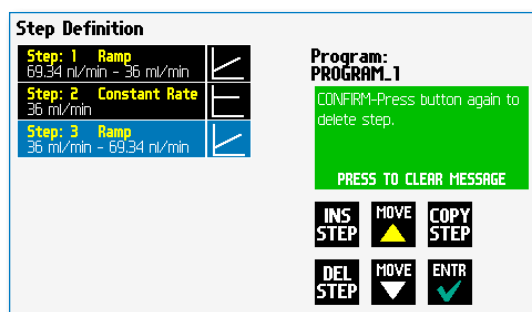 Step Definition
Step: 1 Ramp
69.34 nl/min - 36 ml/min
Step: 2 Constant Rate
36 ml/min
Step: 3 Ramp
36 ml/min - 69.34 nl/min
Program:
PROGRAM_1
CONFIRM-Press button again to
delete step.
PRESS TO CLEAR MESSAGE
INS
STEP
MOVE
COPY
STEP
DEL
STEP
MOVE
ENTR